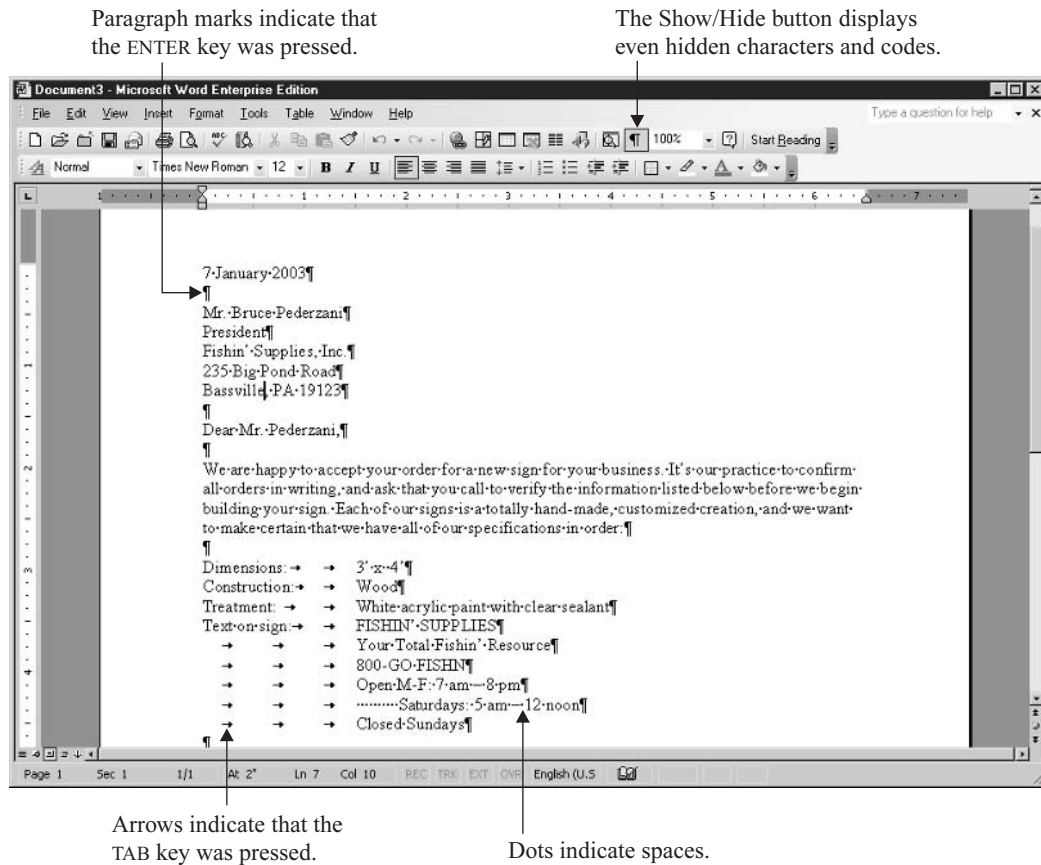 Paragraph marks indicate that
the ENTER key was pressed.
The Show/Hide button displays
even hidden characters and codes.
Document3 - Microsoft Word Enterprise Edition
File Edit View Insert Format Tools Table Window Help Type a question for help
100% Start Reading
Normal Times New Roman 12 B I U
1 1 2 3 4 5 6 7
7·January·2003¶
¶
Mr.·Bruce·Pederzani¶
President¶
Fishin’·Supplies,·Inc.¶
235·Big·Pond·Road¶
Bassville,·PA·19123¶
¶
Dear·Mr.·Pederzani,¶
¶
We·are·happy·to·accept·your·order·for·a·new·sign·for·your·business.·It’s·our·practice·to·confirm·
all·orders·in·writing,·and·ask·that·you·call·to·verify·the·information·listed·below·before·we·begin·
building·your·sign.·Each·of·our·signs·is·a·totally·hand-made,·customized·creation,·and·we·want·
to·make·certain·that·we·have·all·of·our·specifications·in·order:¶
¶
Dimensions:→ → 3’·x··4’¶
Construction:→ → Wood¶
Treatment: → → White·acrylic·paint·with·clear·sealant¶
Text·on·sign:→ → FISHIN’·SUPPLIES¶
→ → → Your·Total·Fishin’·Resource¶
→ → → 800-GO·FISHN¶
→ → → Open·M-F:·7·am·—·8·pm¶
→ → → ··········Saturdays:·5·am·—·12·noon¶
→ → → Closed·Sundays¶
¶
Page 1 Sec 1 1/1 At 2" Ln 7 Col 10 REC TRK EXT OVR English (U.S
Arrows indicate that the
TAB key was pressed.
Dots indicate spaces.